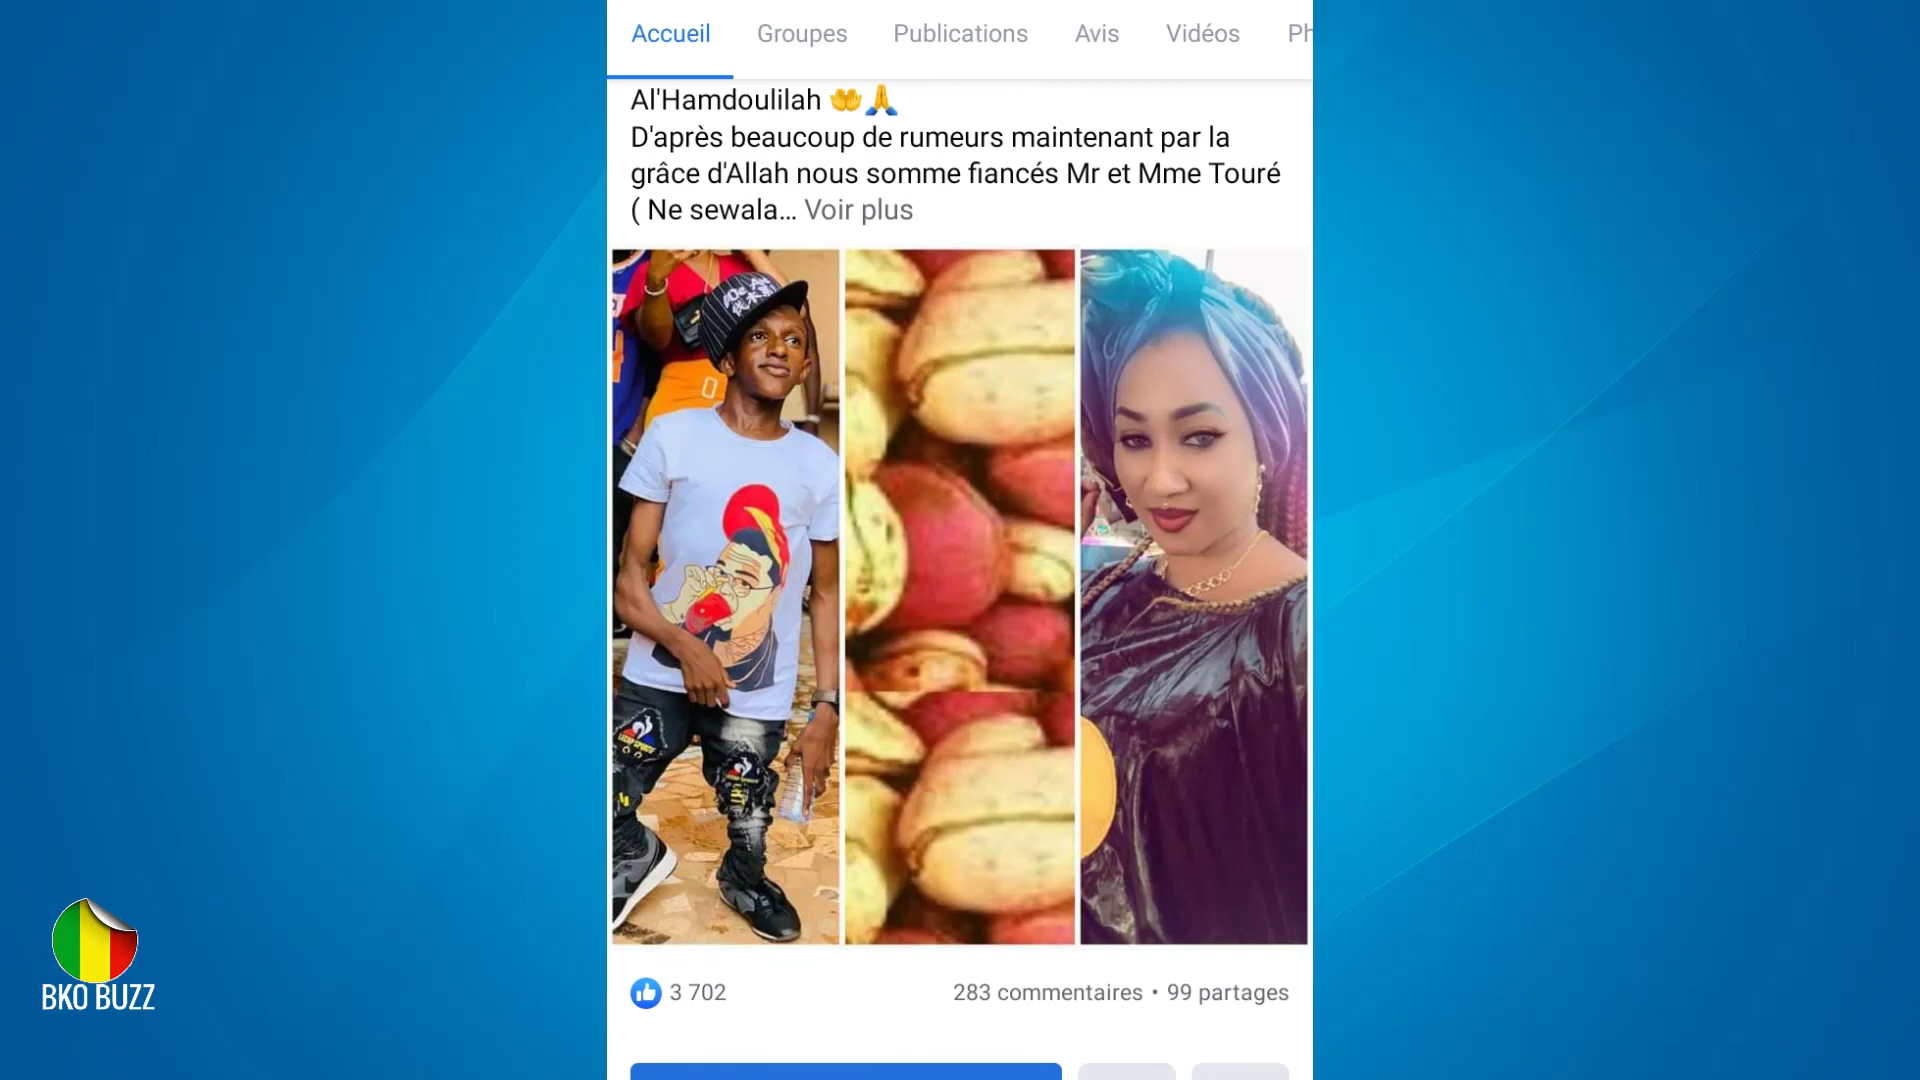 Accueil Groupes Publications Avis Vidéos Ph
Al'Hamdoulilah 🤲🙏
D'après beaucoup de rumeurs maintenant par la
grâce d'Allah nous somme fiancés Mr et Mme Touré
( Ne sewala... Voir plus
3 702 283 commentaires • 99 partages
BKO BUZZ